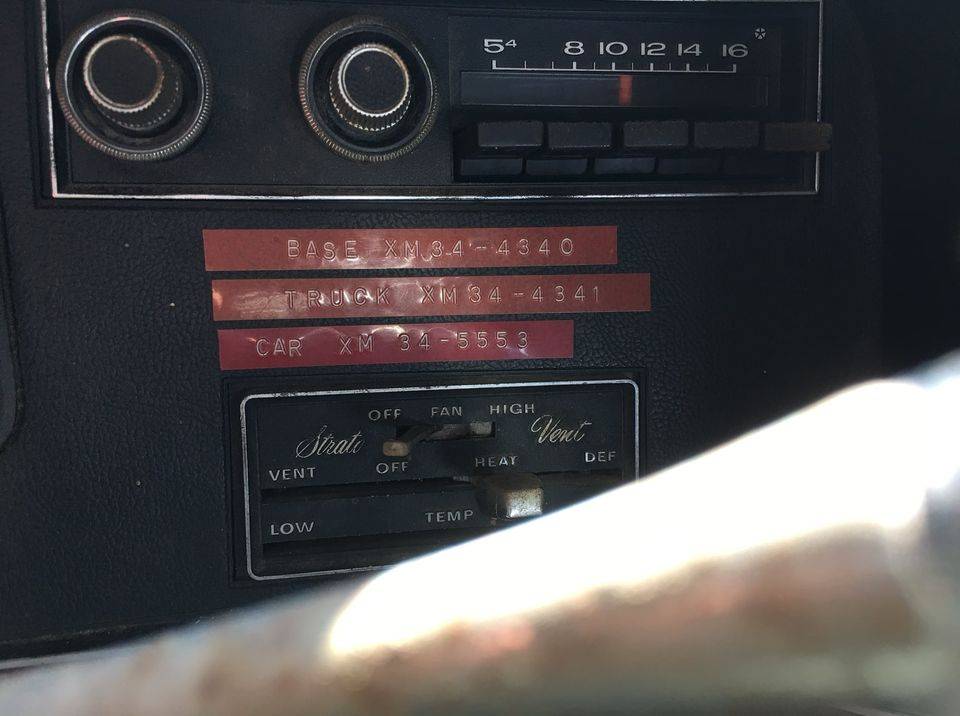 5⁴ 8 10 12 14 16
BASE XM34-4340
TRUCK XM34-4341
CAR XM 34-5553
OFF FAN HIGH
Strato Vent
VENT OFF HEAT DEF
LOW TEMP